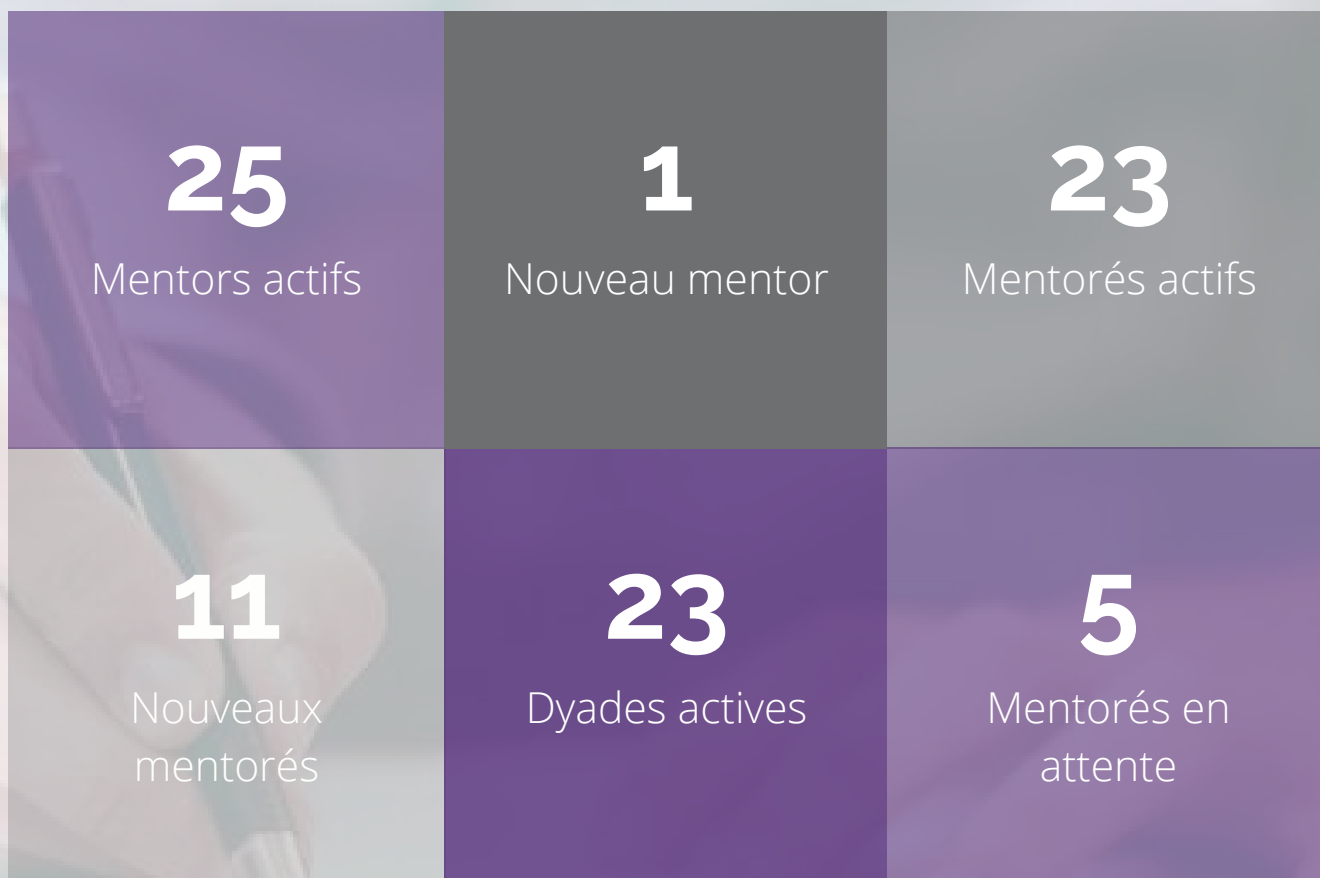 25
Mentors actifs
1
Nouveau mentor
23
Mentorés actifs
11
Nouveaux
mentorés
23
Dyades actives
5
Mentorés en
attente